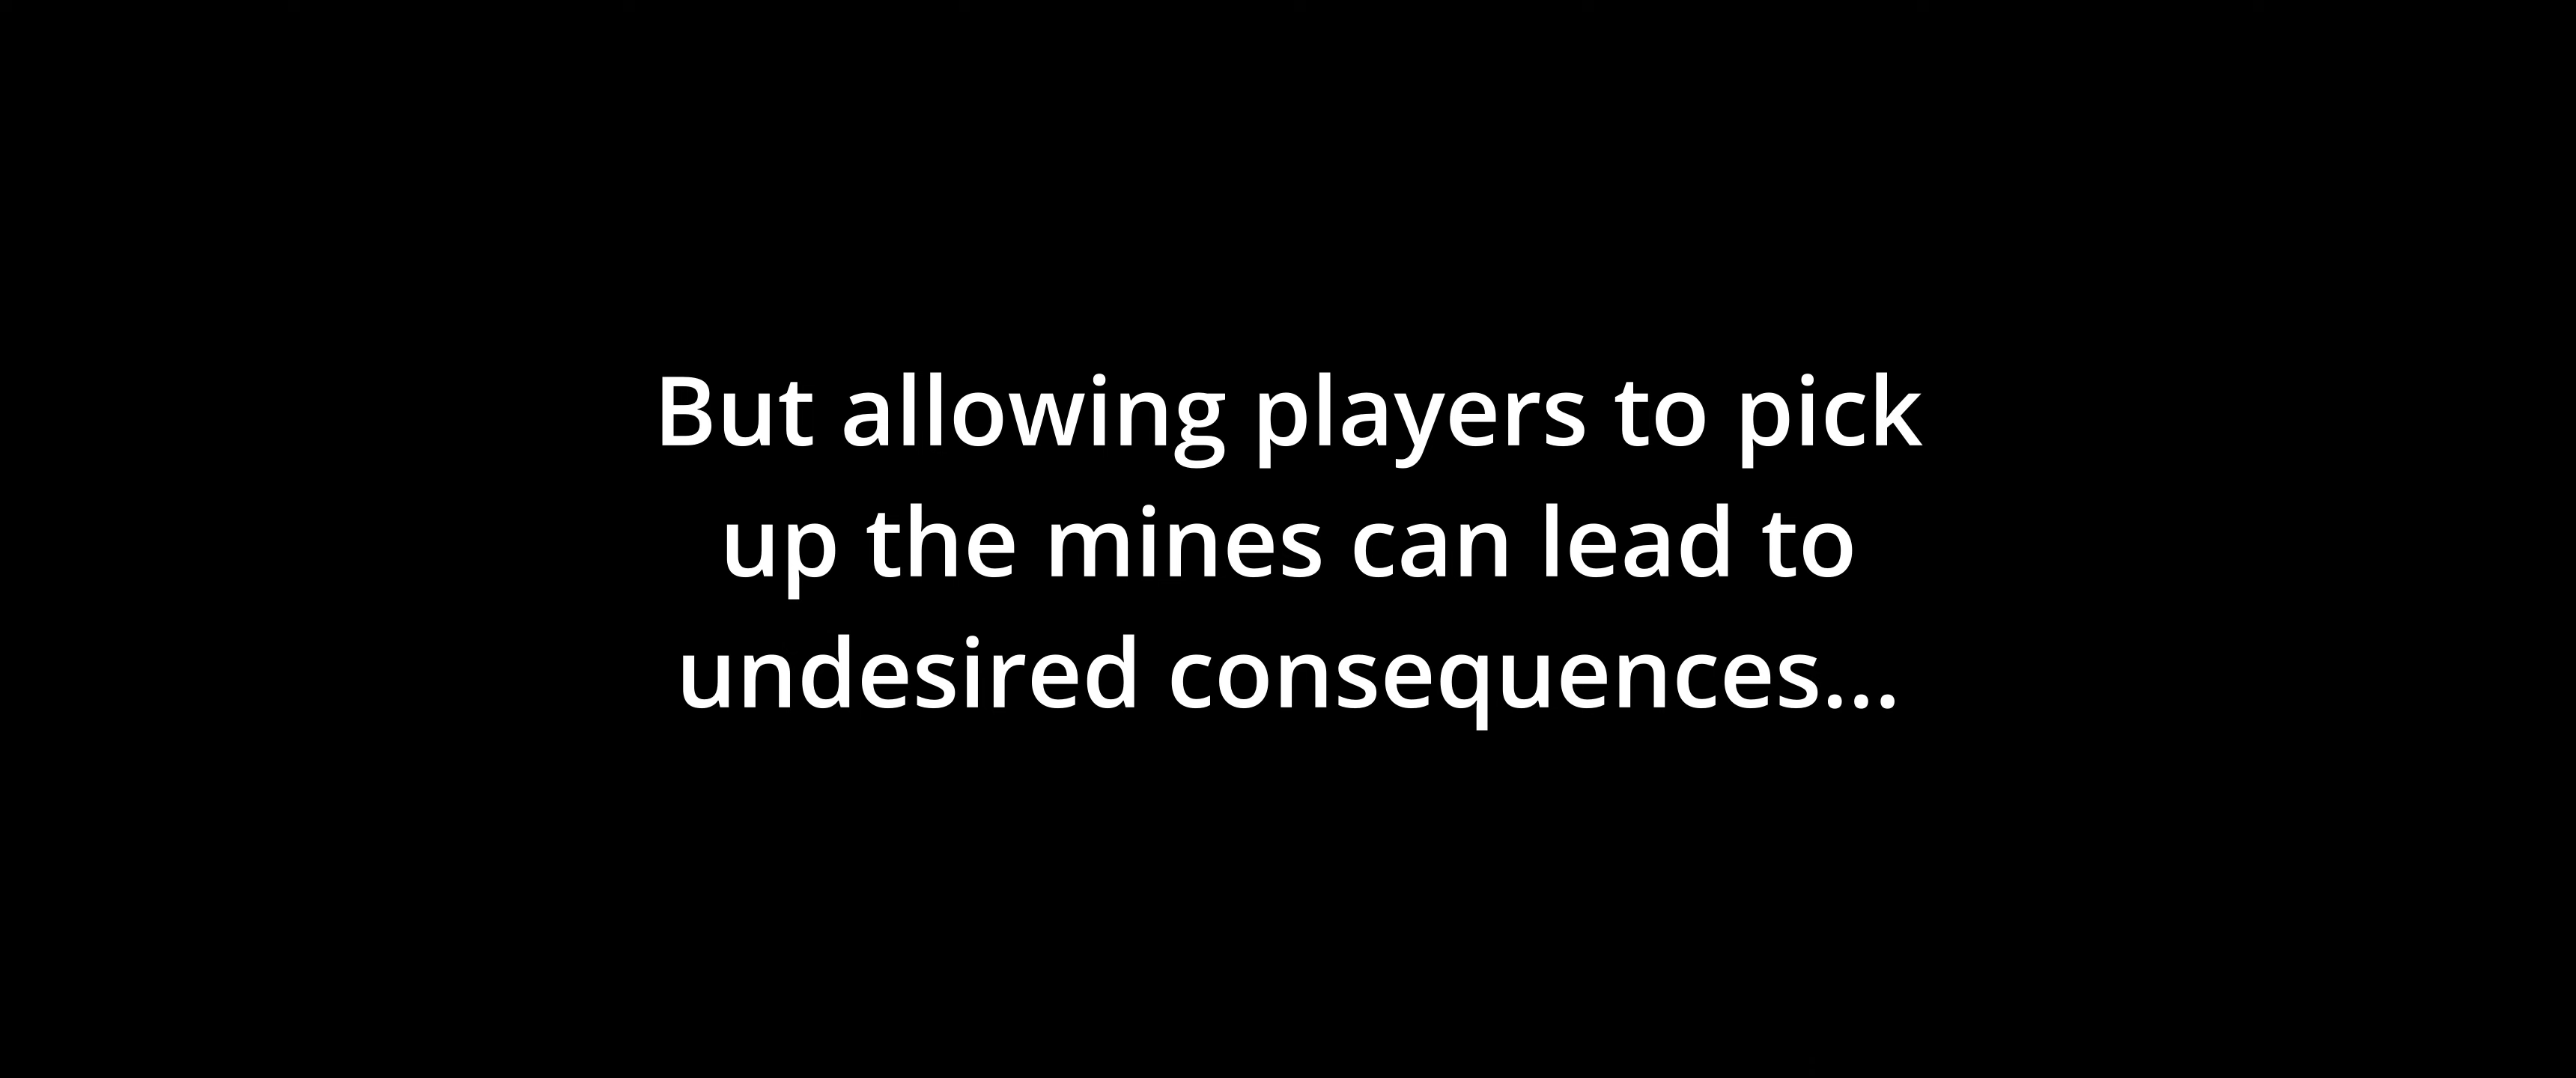 But allowing players to pick
up the mines can lead to
undesired consequences...